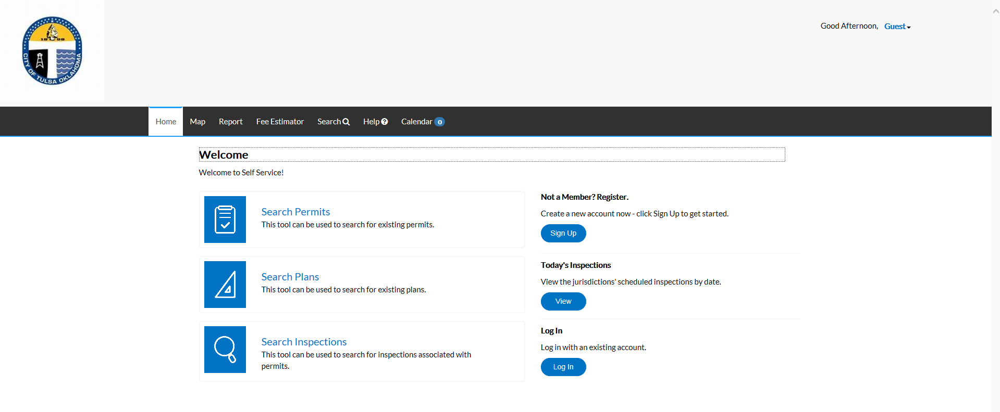 1898
CITY OF TULSA OKLAHOMA
Good Afternoon, Guest
Home Map Report Fee Estimator Search Help Calendar 0
Welcome
Welcome to Self Service!
Search Permits
This tool can be used to search for existing permits.
Search Plans
This tool can be used to search for existing plans.
Search Inspections
This tool can be used to search for inspections associated with
permits.
Not a Member? Register.
Create a new account now - click Sign Up to get started.
Sign Up
Today's Inspections
View the jurisdictions' scheduled inspections by date.
View
Log In
Log in with an existing account.
Log In